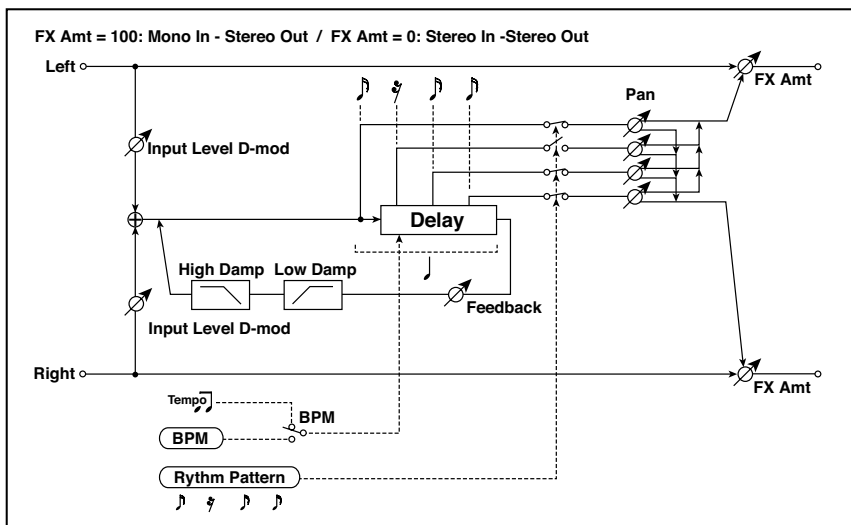 FX Amt = 100: Mono In - Stereo Out / FX Amt = 0: Stereo In -Stereo Out
Left
FX Amt
Pan
Input Level D-mod
Delay
High Damp
Low Damp
Feedback
Input Level D-mod
Right
FX Amt
Tempo
BPM
BPM
Rythm Pattern